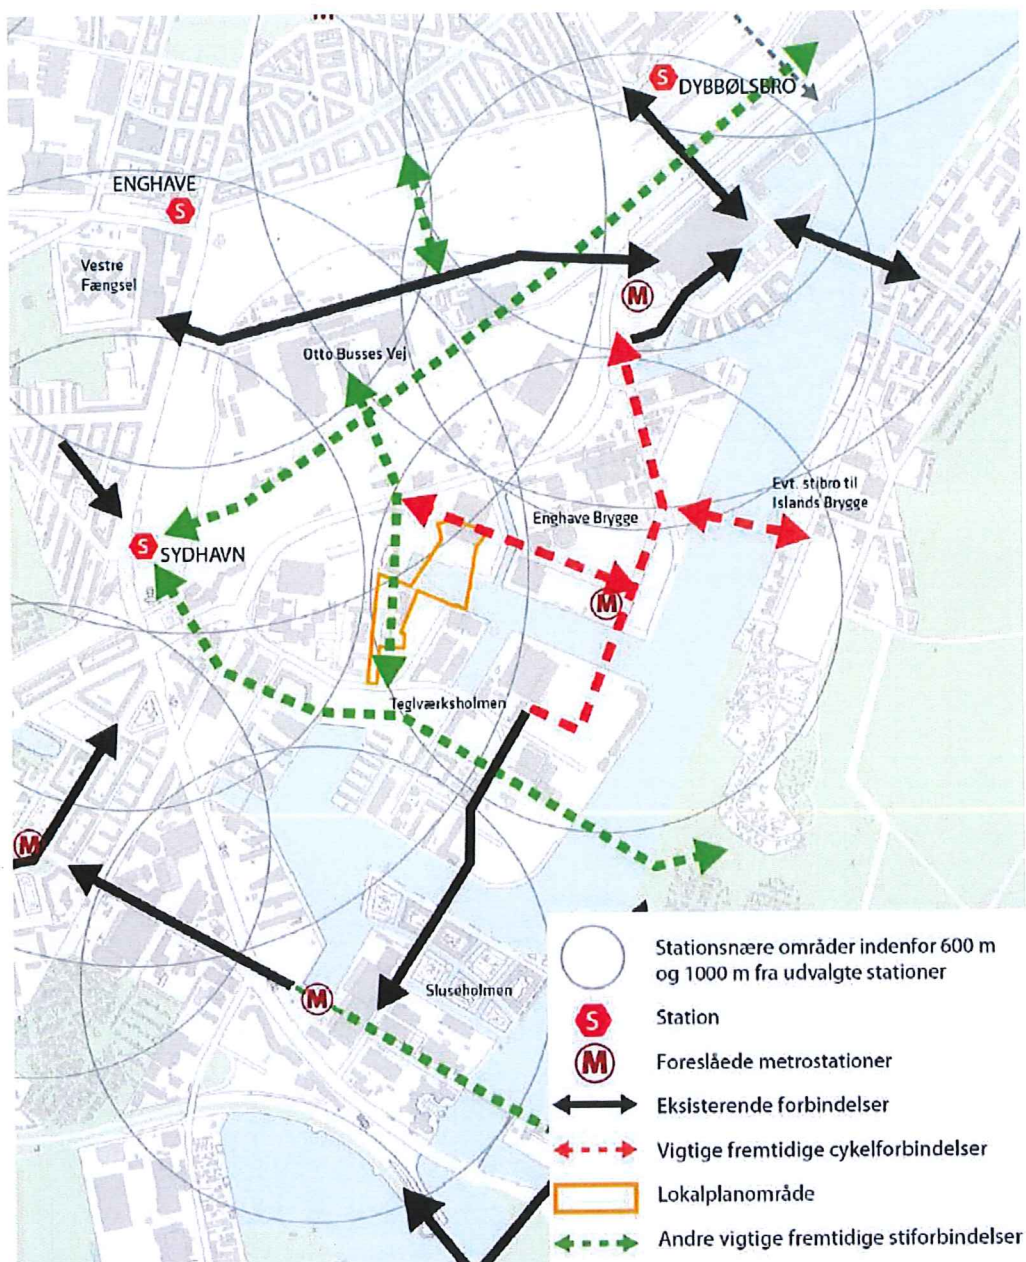 M
S
DYBBØLSBRO
ENGHAVE
S
Vestre
Fængsel
M
Otto Busses Vej
Evt. stibro til
Islands Brygge
Enghave Brygge
S
SYDHAVN
M
Teglværksholmen
M
Sluseholmen
M
Stationsnære områder indenfor 600 m
og 1000 m fra udvalgte stationer
S
Station
M
Foreslåede metrostationer
Eksisterende forbindelser
Vigtige fremtidige cykelforbindelser
Lokalplanområde
Andre vigtige fremtidige stiforbindelser